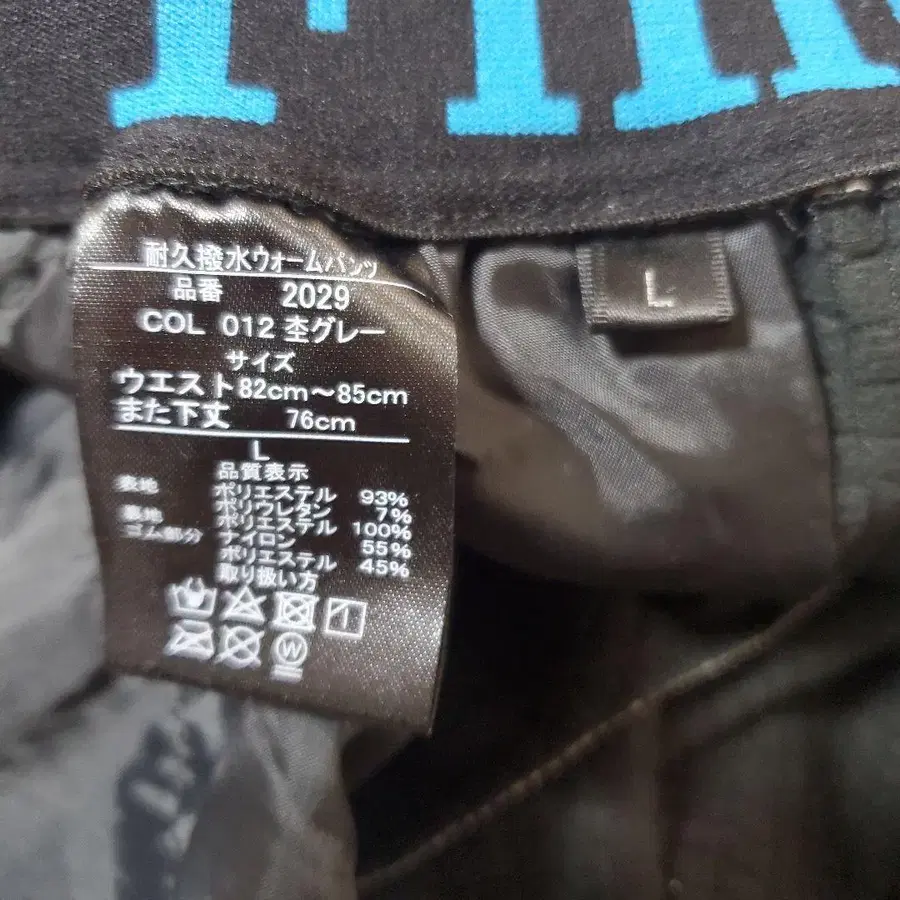 耐久撥水ウォームパンツ
品番 2029
COL 012 杢グレー
サイズ
ウエスト 82cm～85cm
また下丈 76cm
L
品質表示
表地 ポリエステル 93%
ポリウレタン 7%
裏地 ポリエステル 100%
ゴム部分 ナイロン 55%
ポリエステル 45%
取り扱い方
W
L